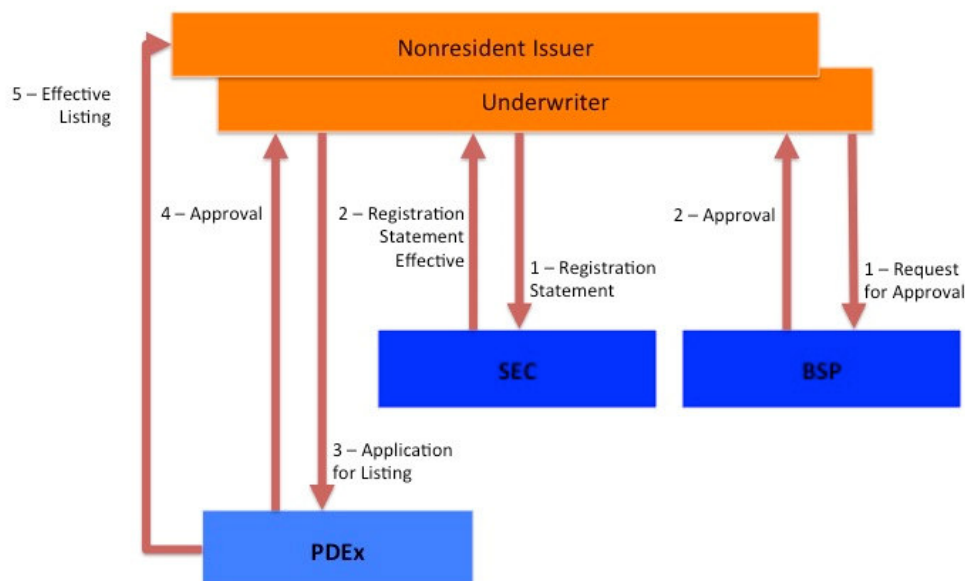 Nonresident Issuer
Underwriter
5 – Effective
Listing
4 – Approval
2 – Registration
Statement
Effective
1 – Registration
Statement
2 – Approval
1 – Request
for Approval
SEC
BSP
3 – Application
for Listing
PDEx